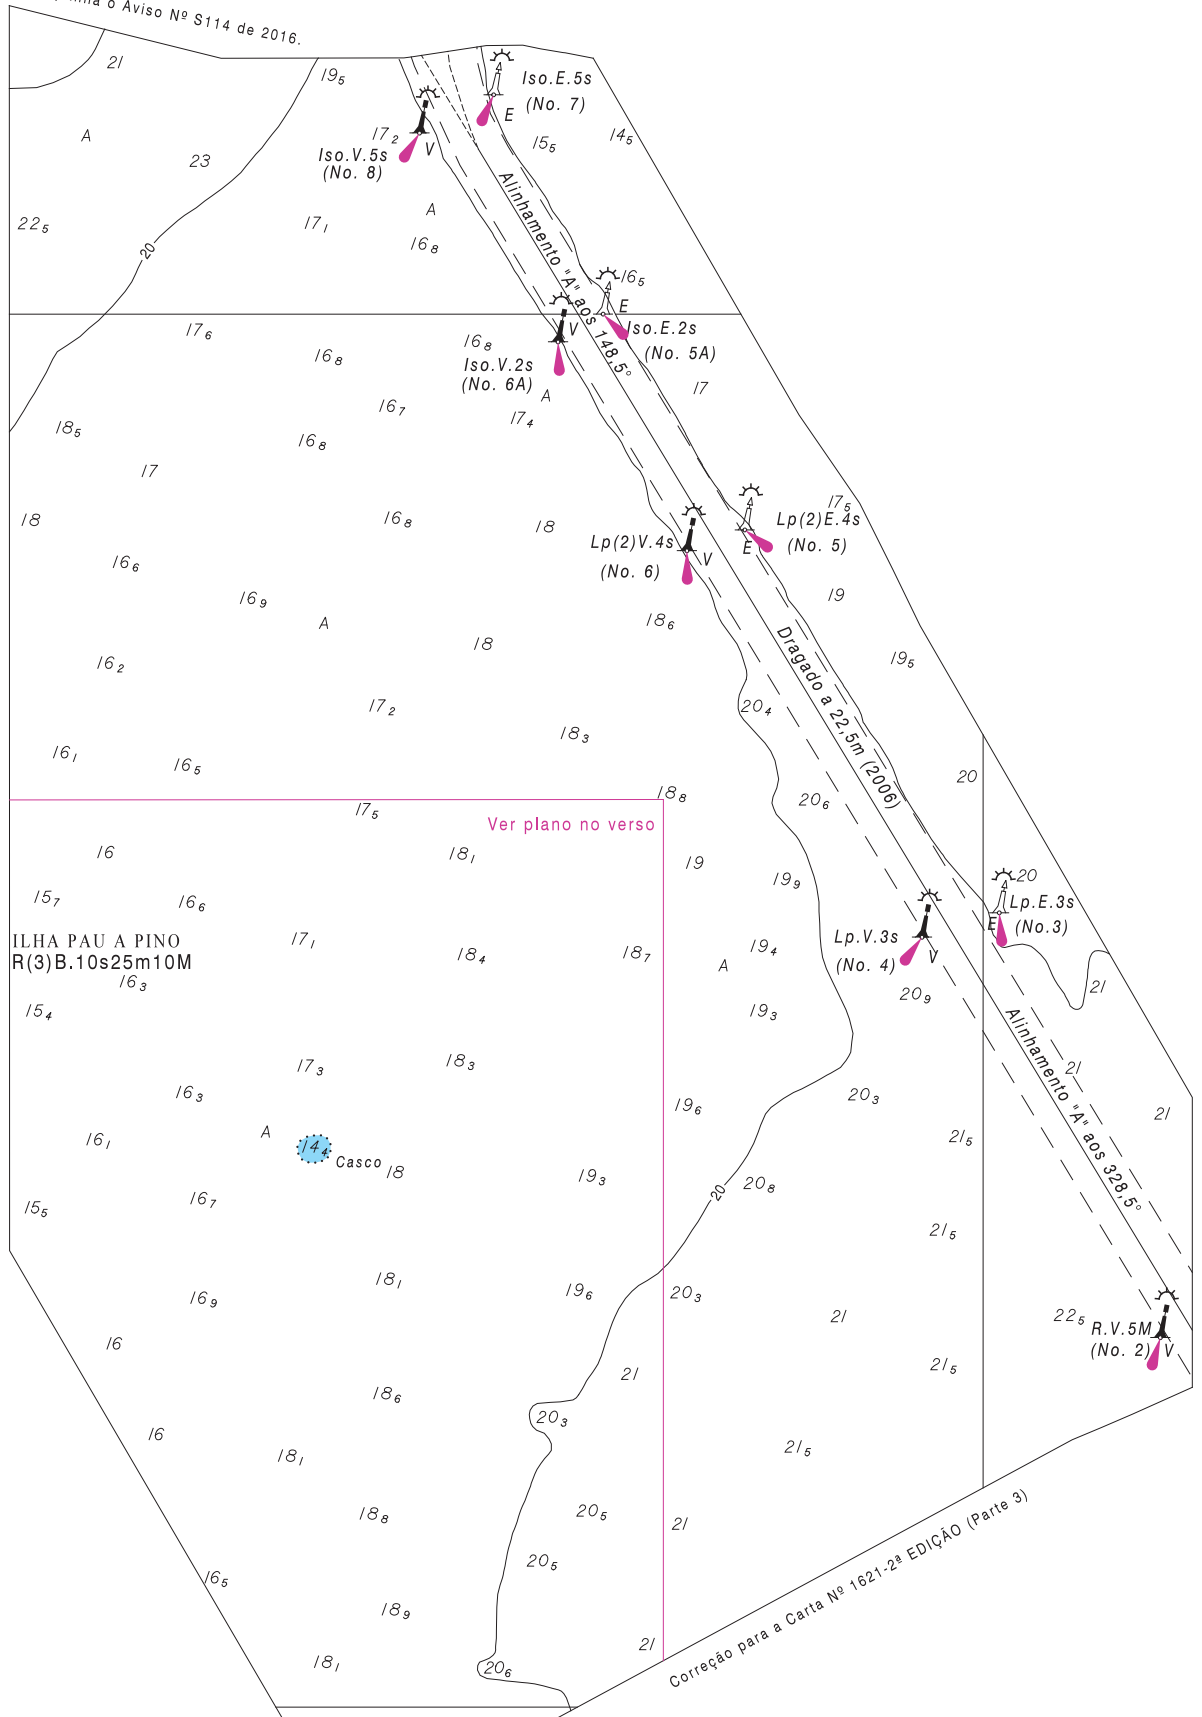 o Aviso Nº S114 de 2016.
21
19₅
Iso.E.5s
(No. 7)
E
A
23
17₂
Iso.V.5s
(No. 8)
V
15₅
14₅
22₅
17₁
A
16₈
20
Alinhamento "A" aos 148,5º
16₅
E
Iso.E.2s
(No. 5A)
17₆
16₈
16₈
V
Iso.V.2s
(No. 6A)
A
17
16₇
17₄
18₅
16₈
17
17₅
Lp(2)E.4s
(No. 5)
E
18
16₈
18
Lp(2)V.4s
(No. 6)
V
16₆
16₉
19
A
18₆
18
19₅
Dragado a 22,5m (2006)
16₂
17₂
20₄
18₃
16₁
16₅
20
18₈
20₆
17₅
Ver plano no verso
16
18₁
19
19₉
20
15₇
16₆
Lp.E.3s
(No.3)
E
ILHA PAU A PINO
R(3)B.10s25m10M
17₁
18₄
18₇
19₄
Lp.V.3s
(No. 4)
V
A
16₃
20₉
21
15₄
19₃
Alinhamento "A" aos 328,5º
17₃
18₃
21
16₃
20₃
19₆
21
16₁
A
14₄
Casco
21₅
18
19₃
20₈
20
16₇
15₅
21₅
18₁
19₆
20₃
16₉
21
22₅
R.V.5M
(No. 2)
V
16
21
21₅
18₆
20₃
16
21₅
18₁
18₈
20₅
21
20₅
16₅
18₉
21
18₁
20₆
Correção para a Carta Nº 1621-2ª EDIÇÃO (Parte 3)